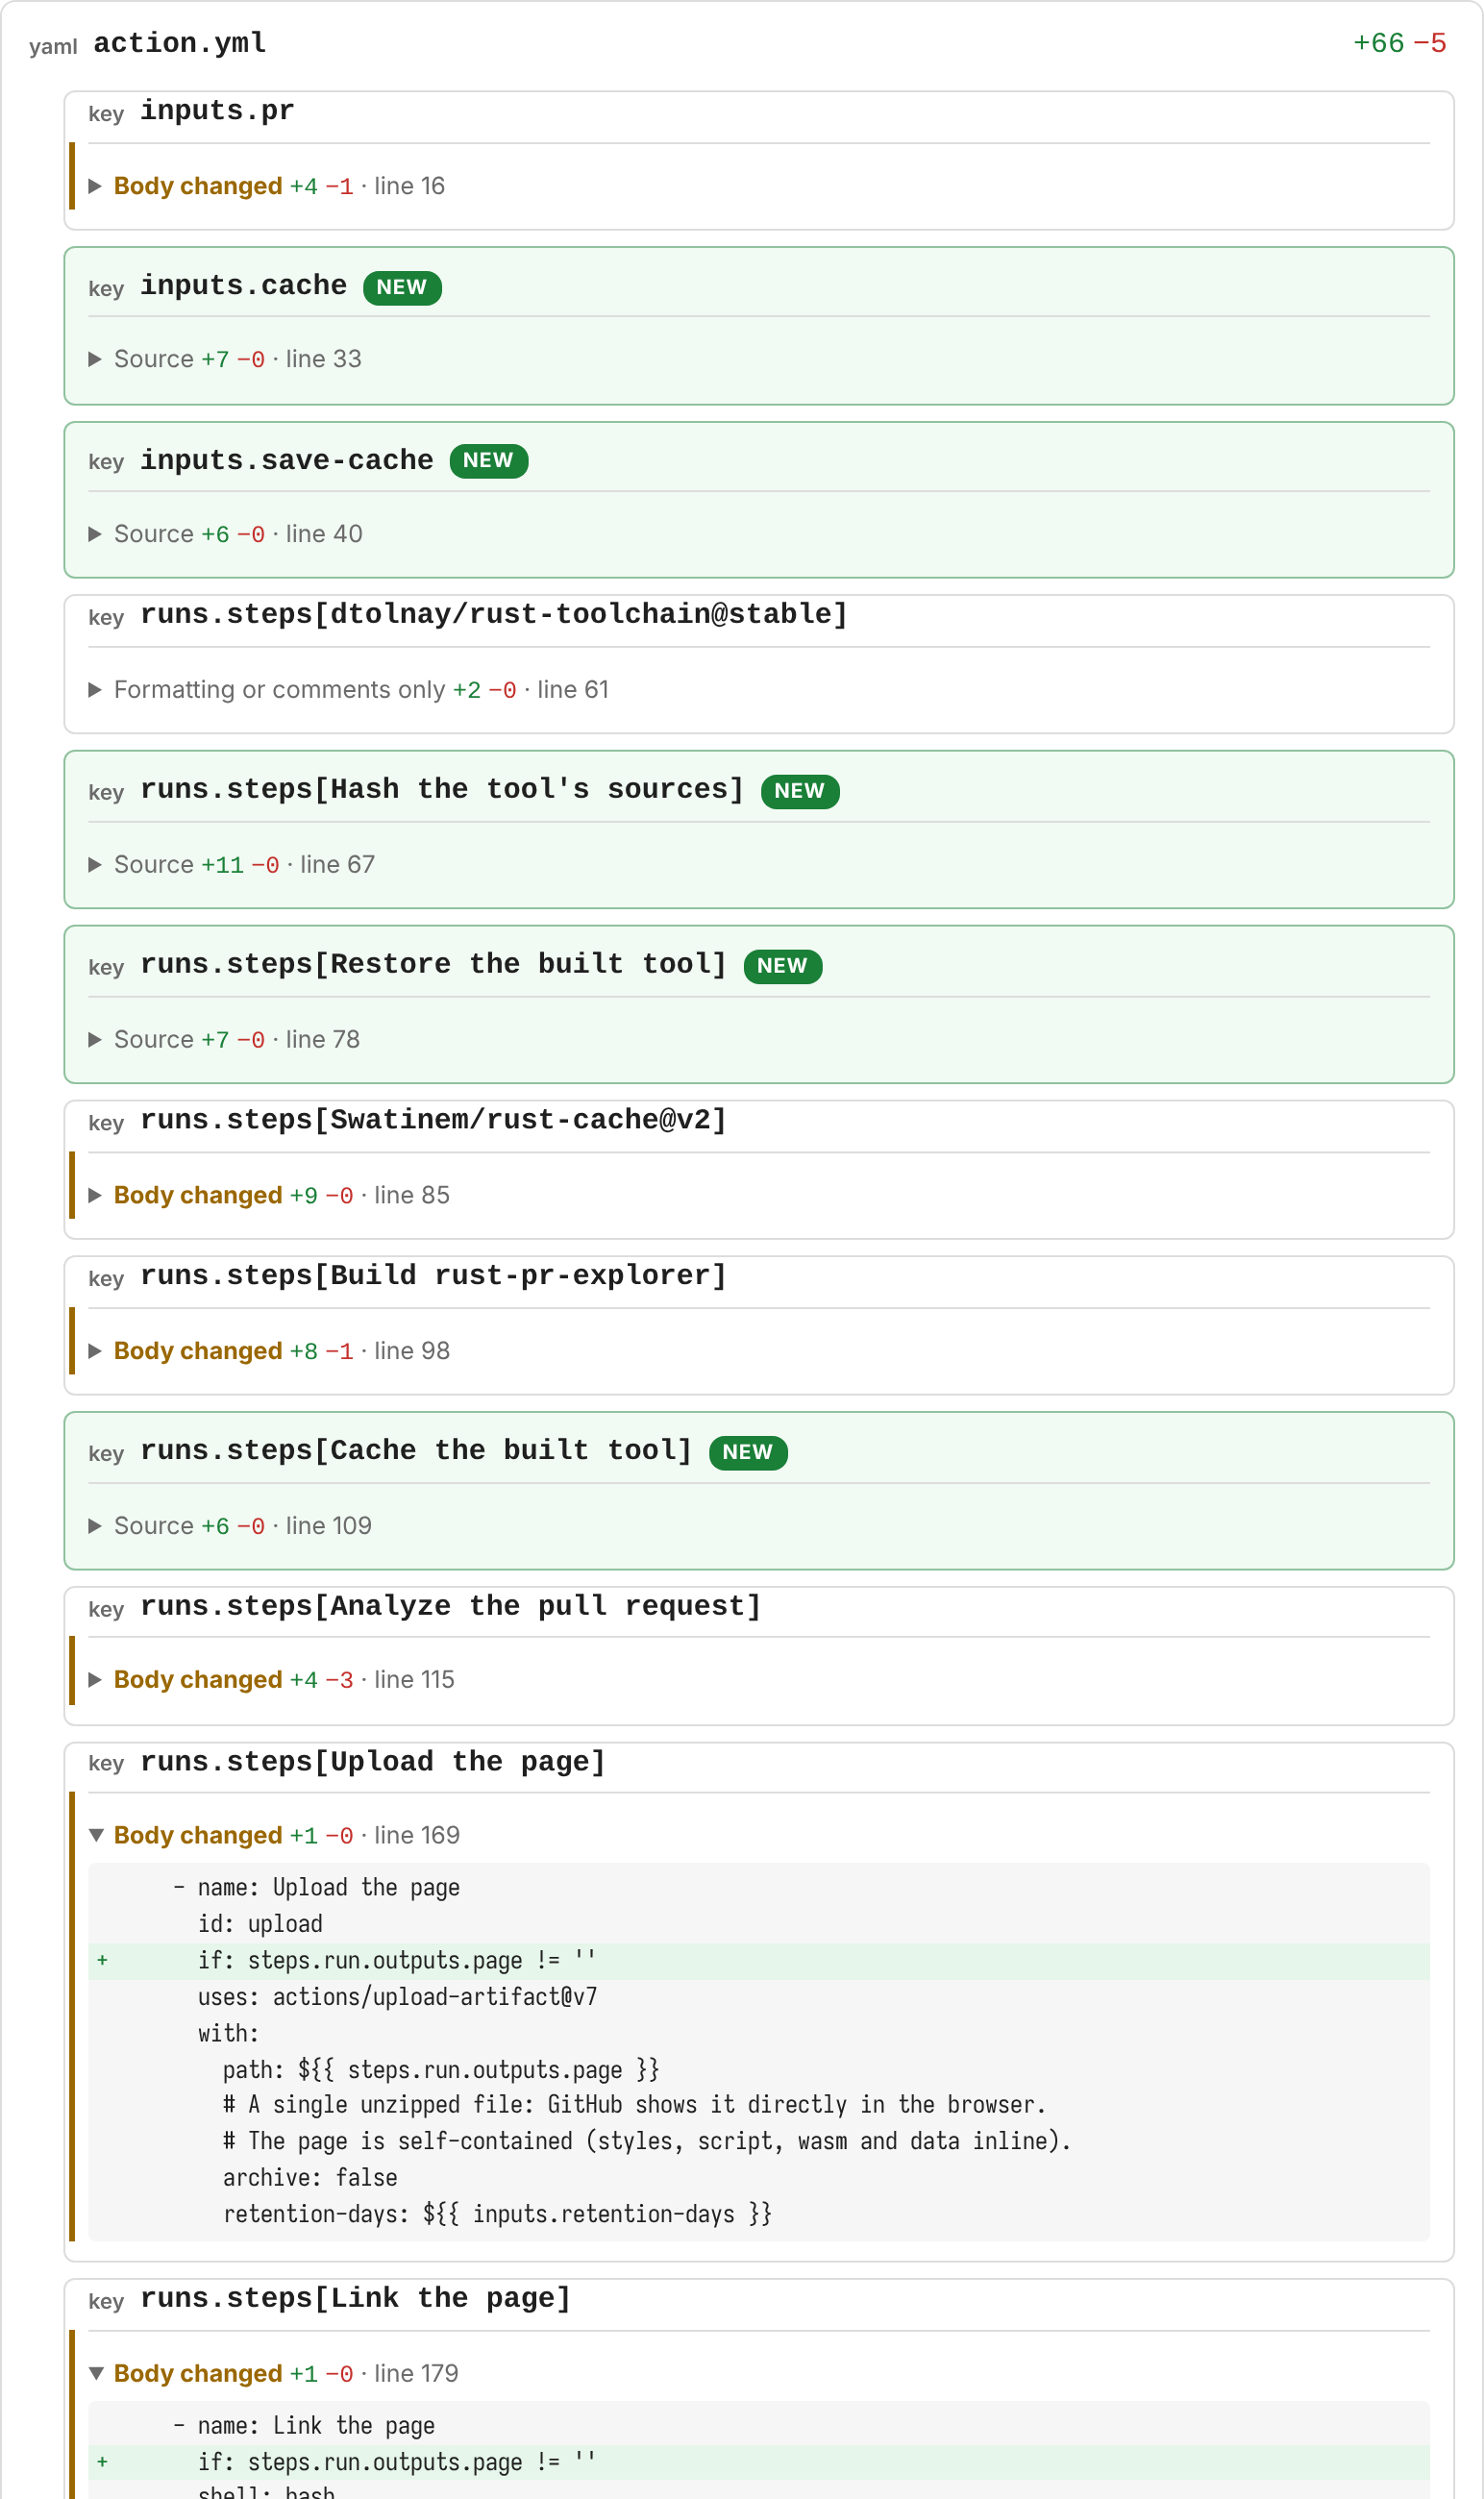 yaml action.yml +66 −5
key inputs.pr
▶ Body changed +4 −1 · line 16
key inputs.cache NEW
▶ Source +7 −0 · line 33
key inputs.save-cache NEW
▶ Source +6 −0 · line 40
key runs.steps[dtolnay/rust-toolchain@stable]
▶ Formatting or comments only +2 −0 · line 61
key runs.steps[Hash the tool's sources] NEW
▶ Source +11 −0 · line 67
key runs.steps[Restore the built tool] NEW
▶ Source +7 −0 · line 78
key runs.steps[Swatinem/rust-cache@v2]
▶ Body changed +9 −0 · line 85
key runs.steps[Build rust-pr-explorer]
▶ Body changed +8 −1 · line 98
key runs.steps[Cache the built tool] NEW
▶ Source +6 −0 · line 109
key runs.steps[Analyze the pull request]
▶ Body changed +4 −3 · line 115
key runs.steps[Upload the page]
▼ Body changed +1 −0 · line 169
- name: Upload the page
id: upload
+ if: steps.run.outputs.page != ''
uses: actions/upload-artifact@v7
with:
path: ${{ steps.run.outputs.page }}
# A single unzipped file: GitHub shows it directly in the browser.
# The page is self-contained (styles, script, wasm and data inline).
archive: false
retention-days: ${{ inputs.retention-days }}
key runs.steps[Link the page]
▼ Body changed +1 −0 · line 179
- name: Link the page
+ if: steps.run.outputs.page != ''
shell: bash